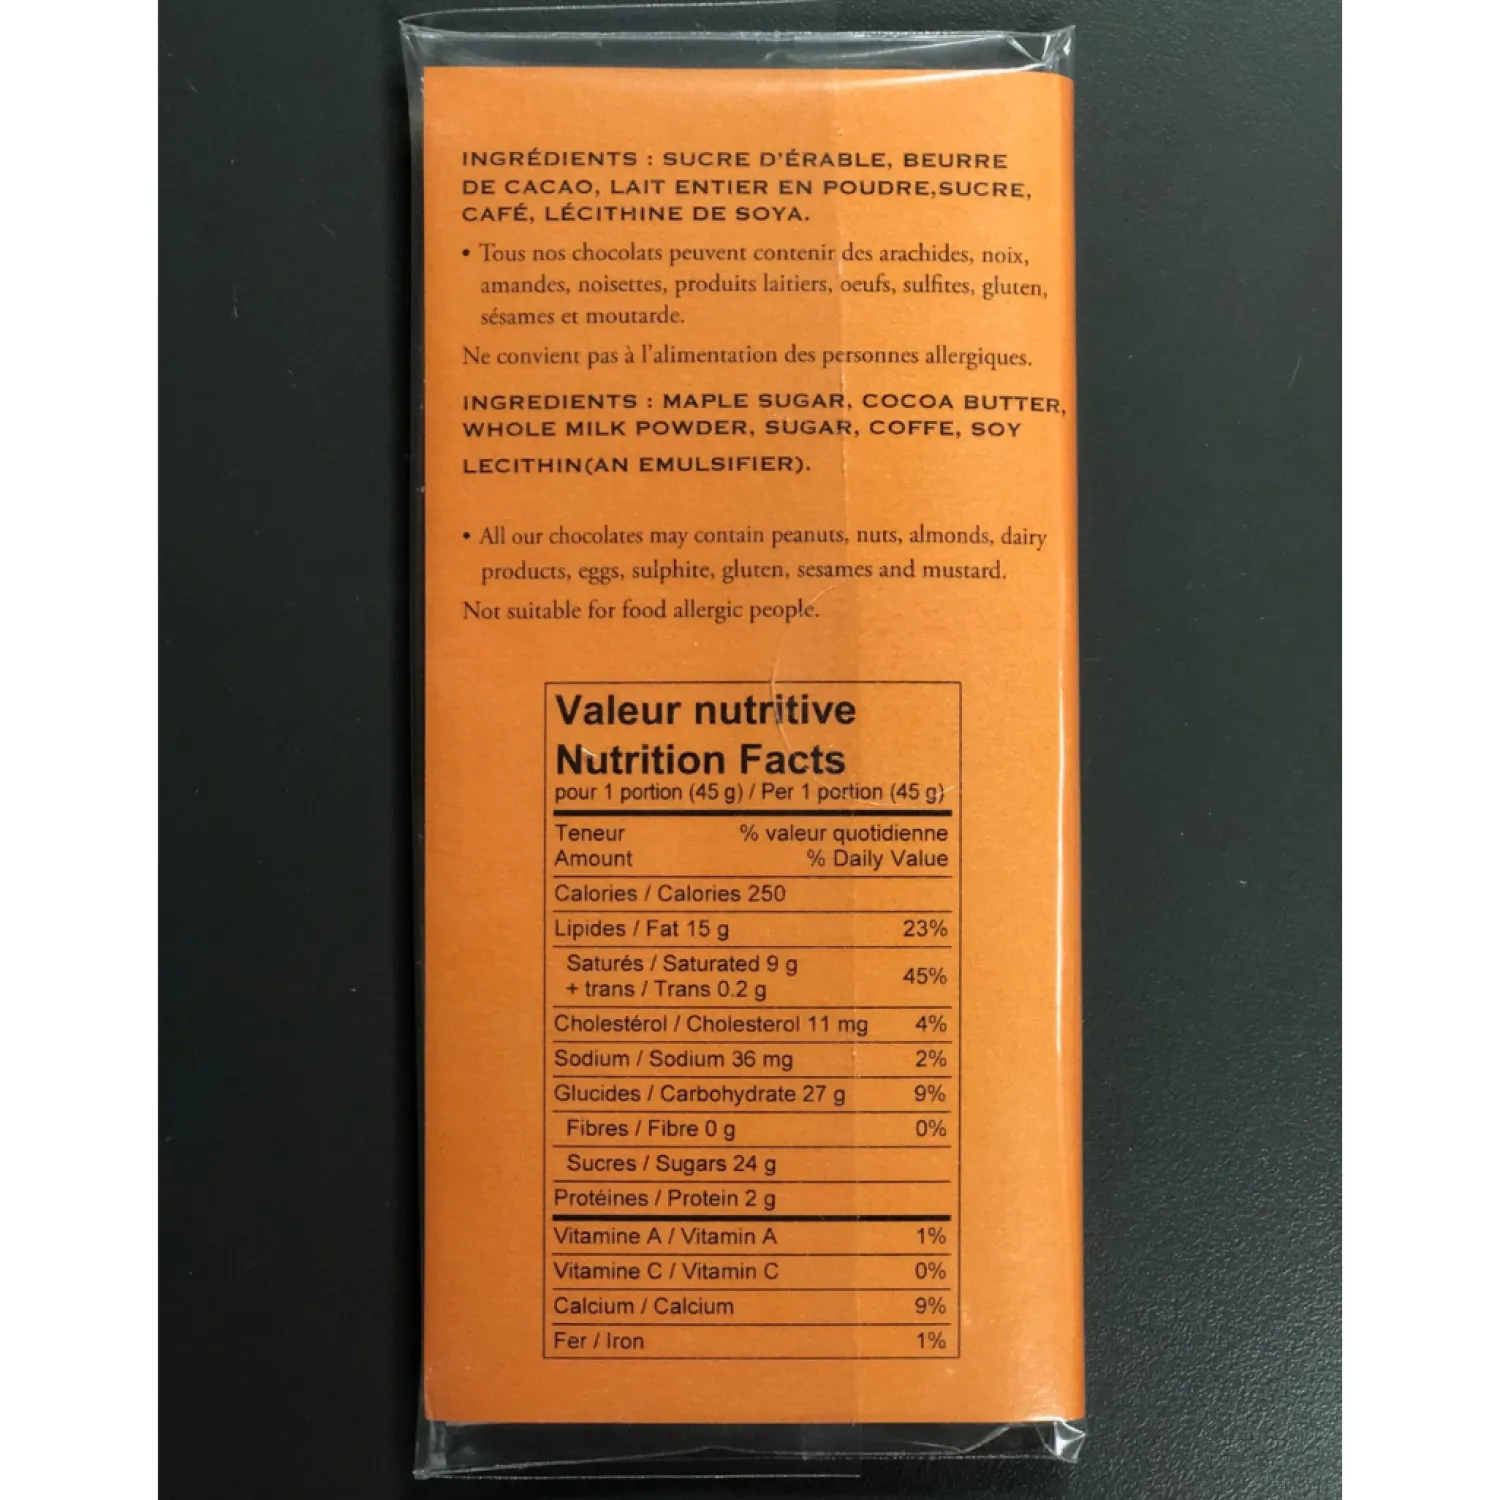 INGRÉDIENTS : SUCRE D'ÉRABLE, BEURRE
DE CACAO, LAIT ENTIER EN POUDRE,SUCRE,
CAFÉ, LÉCITHINE DE SOYA.
• Tous nos chocolats peuvent contenir des arachides, noix,
amandes, noisettes, produits laitiers, oeufs, sulfites, gluten,
sésames et moutarde.
Ne convient pas à l'alimentation des personnes allergiques.
INGREDIENTS : MAPLE SUGAR, COCOA BUTTER,
WHOLE MILK POWDER, SUGAR, COFFE, SOY
LECITHIN(AN EMULSIFIER).
• All our chocolates may contain peanuts, nuts, almonds, dairy
products, eggs, sulphite, gluten, sesames and mustard.
Not suitable for food allergic people.
Valeur nutritive
Nutrition Facts
pour 1 portion (45 g) / Per 1 portion (45 g)
Teneur % valeur quotidienne
Amount % Daily Value
Calories / Calories 250
Lipides / Fat 15 g 23%
Saturés / Saturated 9 g
+ trans / Trans 0.2 g 45%
Cholestérol / Cholesterol 11 mg 4%
Sodium / Sodium 36 mg 2%
Glucides / Carbohydrate 27 g 9%
Fibres / Fibre 0 g 0%
Sucres / Sugars 24 g
Protéines / Protein 2 g
Vitamine A / Vitamin A 1%
Vitamine C / Vitamin C 0%
Calcium / Calcium 9%
Fer / Iron 1%